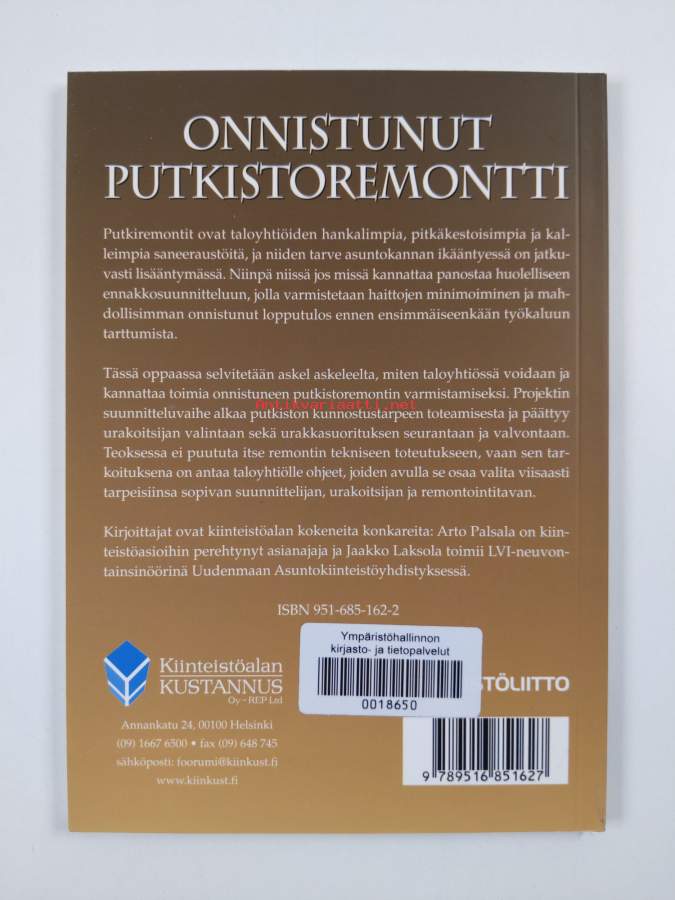 ONNISTUNUT
PUTKISTOREMONTTI
Putkiremontit ovat taloyhtiöiden hankalimpia, pitkäkestoisimpia ja kal-
leimpia saneeraustöitä, ja niiden tarve asuntokannan ikääntyessä on jatku-
vasti lisääntymässä. Niinpä niissä jos missä kannattaa panostaa huolelliseen
ennakkosuunnitteluun, jolla varmistetaan haittojen minimoiminen ja mah-
dollisimman onnistunut lopputulos ennen ensimmäiseenkään työkaluun
tarttumista.
Tässä oppaassa selvitetään askel askeleelta, miten taloyhtiössä voidaan ja
kannattaa toimia onnistuneen putkistoremontin varmistamiseksi. Projektin
Antikvariaatti.net
suunnitteluvaihe alkaa putkiston kunnostustarpeen toteamisesta ja päättyy
urakoitsijan valintaan sekä urakkasuorituksen seurantaan ja valvontaan.
Teoksessa ei puututa itse remontin tekniseen toteutukseen, vaan sen tar-
koituksena on antaa taloyhtiölle ohjeet, joiden avulla se osaa valita viisaasti
tarpeisiinsa sopivan suunnittelijan, urakoitsijan ja remontointitavan.
Kirjoittajat ovat kiinteistöalan kokeneita konkareita: Arto Palsala on kiin-
teistöasioihin perehtynyt asianajaja ja Jaakko Laksola toimii LVI-neuvon-
tainsinöörinä Uudenmaan Asuntokiinteistöyhdistyksessä.
ISBN 951-685-162-2
Ympäristöhallinnon
kirjasto- ja tietopalvelut
0018650
Kiinteistöalan
KUSTANNUS
Oy – REP Ltd
STÖLIITTO
Annankatu 24, 00100 Helsinki
(09) 1667 6500 • fax (09) 648 745
sähköposti: foorumi@kiinkust.fi
www.kiinkust.fi
9 789516 851627